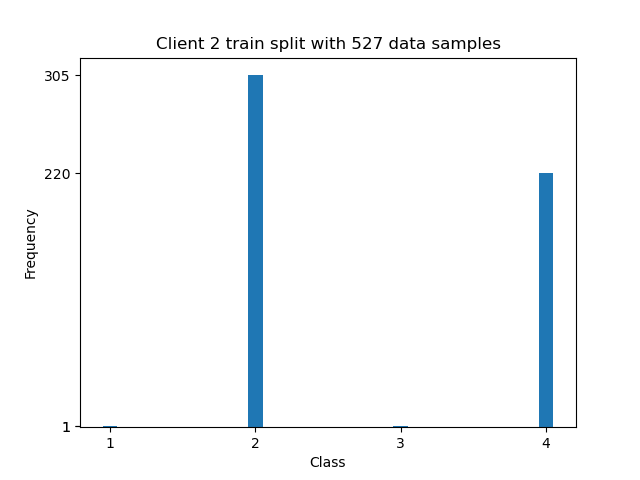 Client 2 train split with 527 data samples
305
220
1
Frequency
1 2 3 4
Class